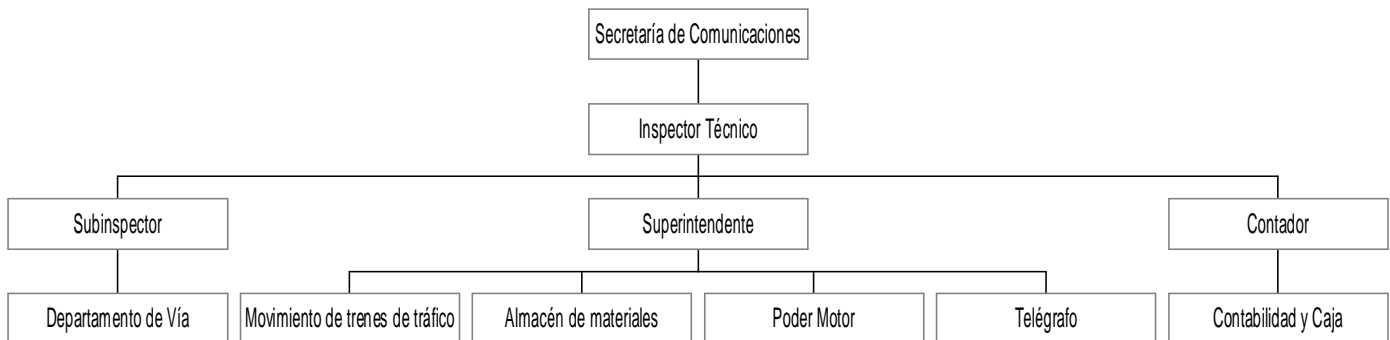 Secretaría de Comunicaciones
Inspector Técnico
Subinspector
Superintendente
Contador
Departamento de Vía
Movimiento de trenes de tráfico
Almacén de materiales
Poder Motor
Telégrafo
Contabilidad y Caja